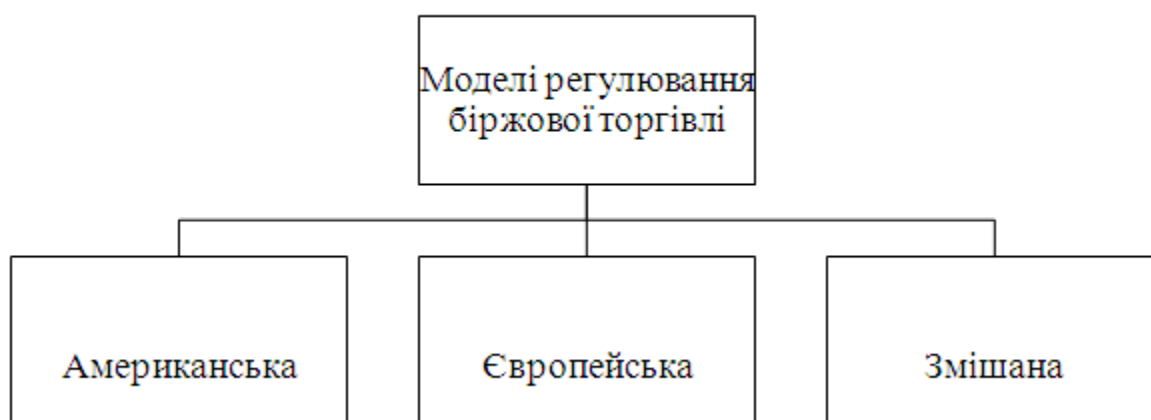 Моделі регулювання
біржової торгівлі
Американська
Європейська
Змішана